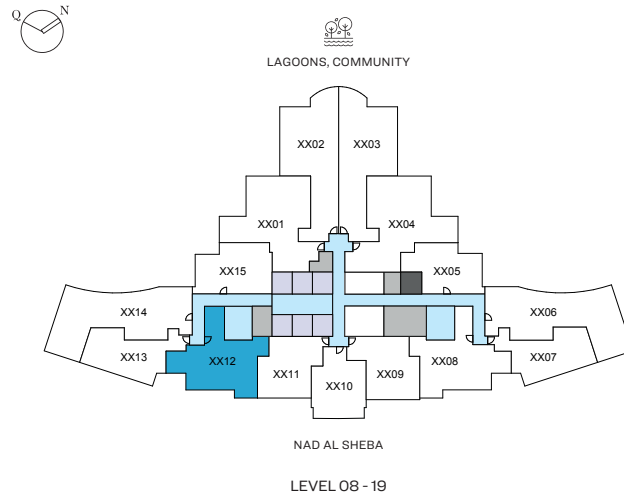 Q N
LAGOONS, COMMUNITY
XX02 XX03
XX01 XX04
XX15 XX05
XX14 XX06
XX13 XX12 XX08 XX07
XX11 XX10 XX09
NAD AL SHEBA
LEVEL 08 - 19